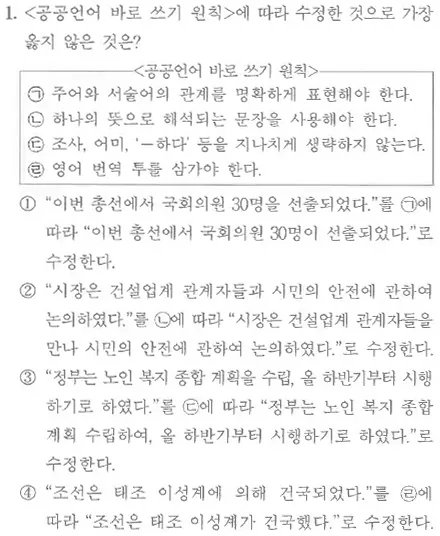 1. <공공언어 바로 쓰기 원칙>에 따라 수정한 것으로 가장
옳지 않은 것은?
<공공언어 바로 쓰기 원칙>
㉠ 주어와 서술어의 관계를 명확하게 표현해야 한다.
㉡ 하나의 뜻으로 해석되는 문장을 사용해야 한다.
㉢ 조사, 어미, '-하다' 등을 지나치게 생략하지 않는다.
㉣ 영어 번역 투를 삼가야 한다.
① “이번 총선에서 국회의원 30명을 선출되었다.”를 ㉠에
따라 “이번 총선에서 국회의원 30명이 선출되었다.”로
수정한다.
② “시장은 건설업계 관계자들과 시민의 안전에 관하여
논의하였다.”를 ㉡에 따라 “시장은 건설업계 관계자들을
만나 시민의 안전에 관하여 논의하였다.”로 수정한다.
③ “정부는 노인 복지 종합 계획을 수립, 올 하반기부터 시행
하기로 하였다.”를 ㉢에 따라 “정부는 노인 복지 종합
계획 수립하여, 올 하반기부터 시행하기로 하였다.”로
수정한다.
④ “조선은 태조 이성계에 의해 건국되었다.”를 ㉣에
따라 “조선은 태조 이성계가 건국했다.”로 수정한다.